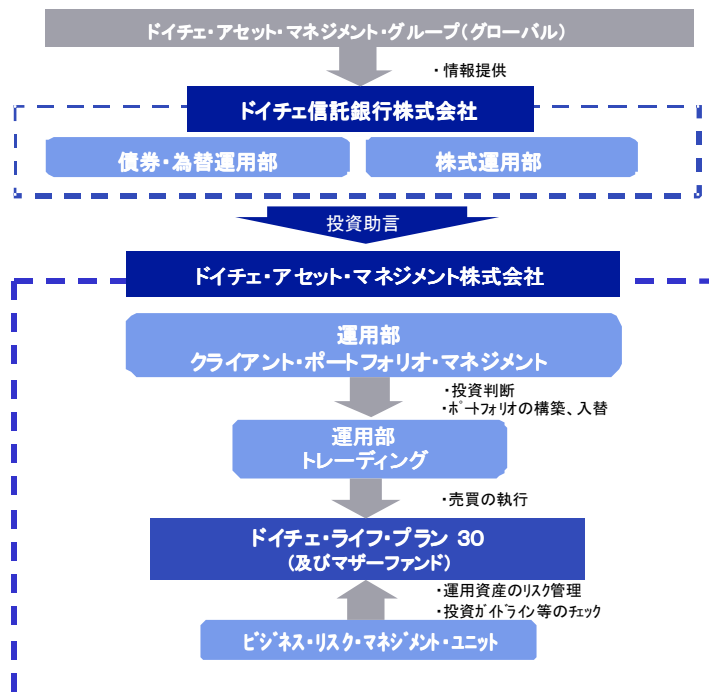 ドイチェ・アセット・マネジメント・グループ(グローバル)
・情報提供
ドイチェ信託銀行株式会社
債券・為替運用部
株式運用部
投資助言
ドイチェ・アセット・マネジメント株式会社
運用部
クライアント・ポートフォリオ・マネジメント
・投資判断
・ポートフォリオの構築、入替
運用部
トレーディング
・売買の執行
ドイチェ・ライフ・プラン 30
(及びマザーファンド)
・運用資産のリスク管理
・投資ガイドライン等のチェック
ビジネス・リスク・マネジメント・ユニット